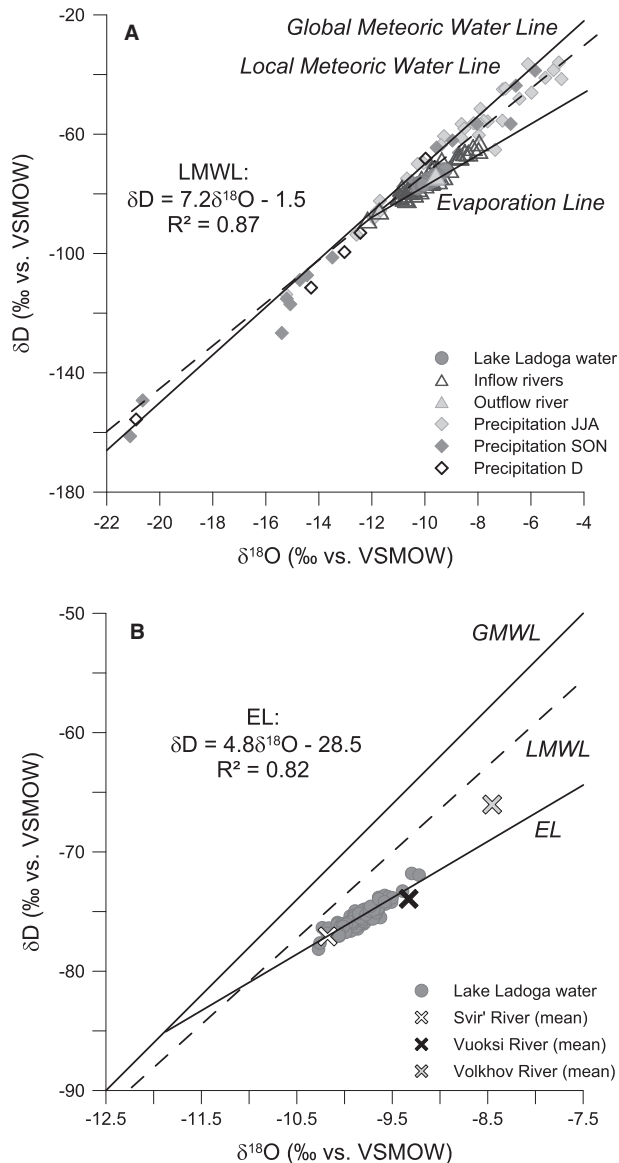 A
Global Meteoric Water Line
Local Meteoric Water Line
LMWL:
δD = 7.2δ¹⁸O - 1.5
R² = 0.87
Evaporation Line
Lake Ladoga water
Inflow rivers
Outflow river
Precipitation JJA
Precipitation SON
Precipitation D
-20
-60
-100
-140
-180
δD (‰ vs. VSMOW)
-22 -20 -18 -16 -14 -12 -10 -8 -6 -4
δ¹⁸O (‰ vs. VSMOW)
B
GMWL
EL:
δD = 4.8δ¹⁸O - 28.5
R² = 0.82
LMWL
EL
Lake Ladoga water
Svir' River (mean)
Vuoksi River (mean)
Volkhov River (mean)
-50
-60
-70
-80
-90
δD (‰ vs. VSMOW)
-12.5 -11.5 -10.5 -9.5 -8.5 -7.5
δ¹⁸O (‰ vs. VSMOW)